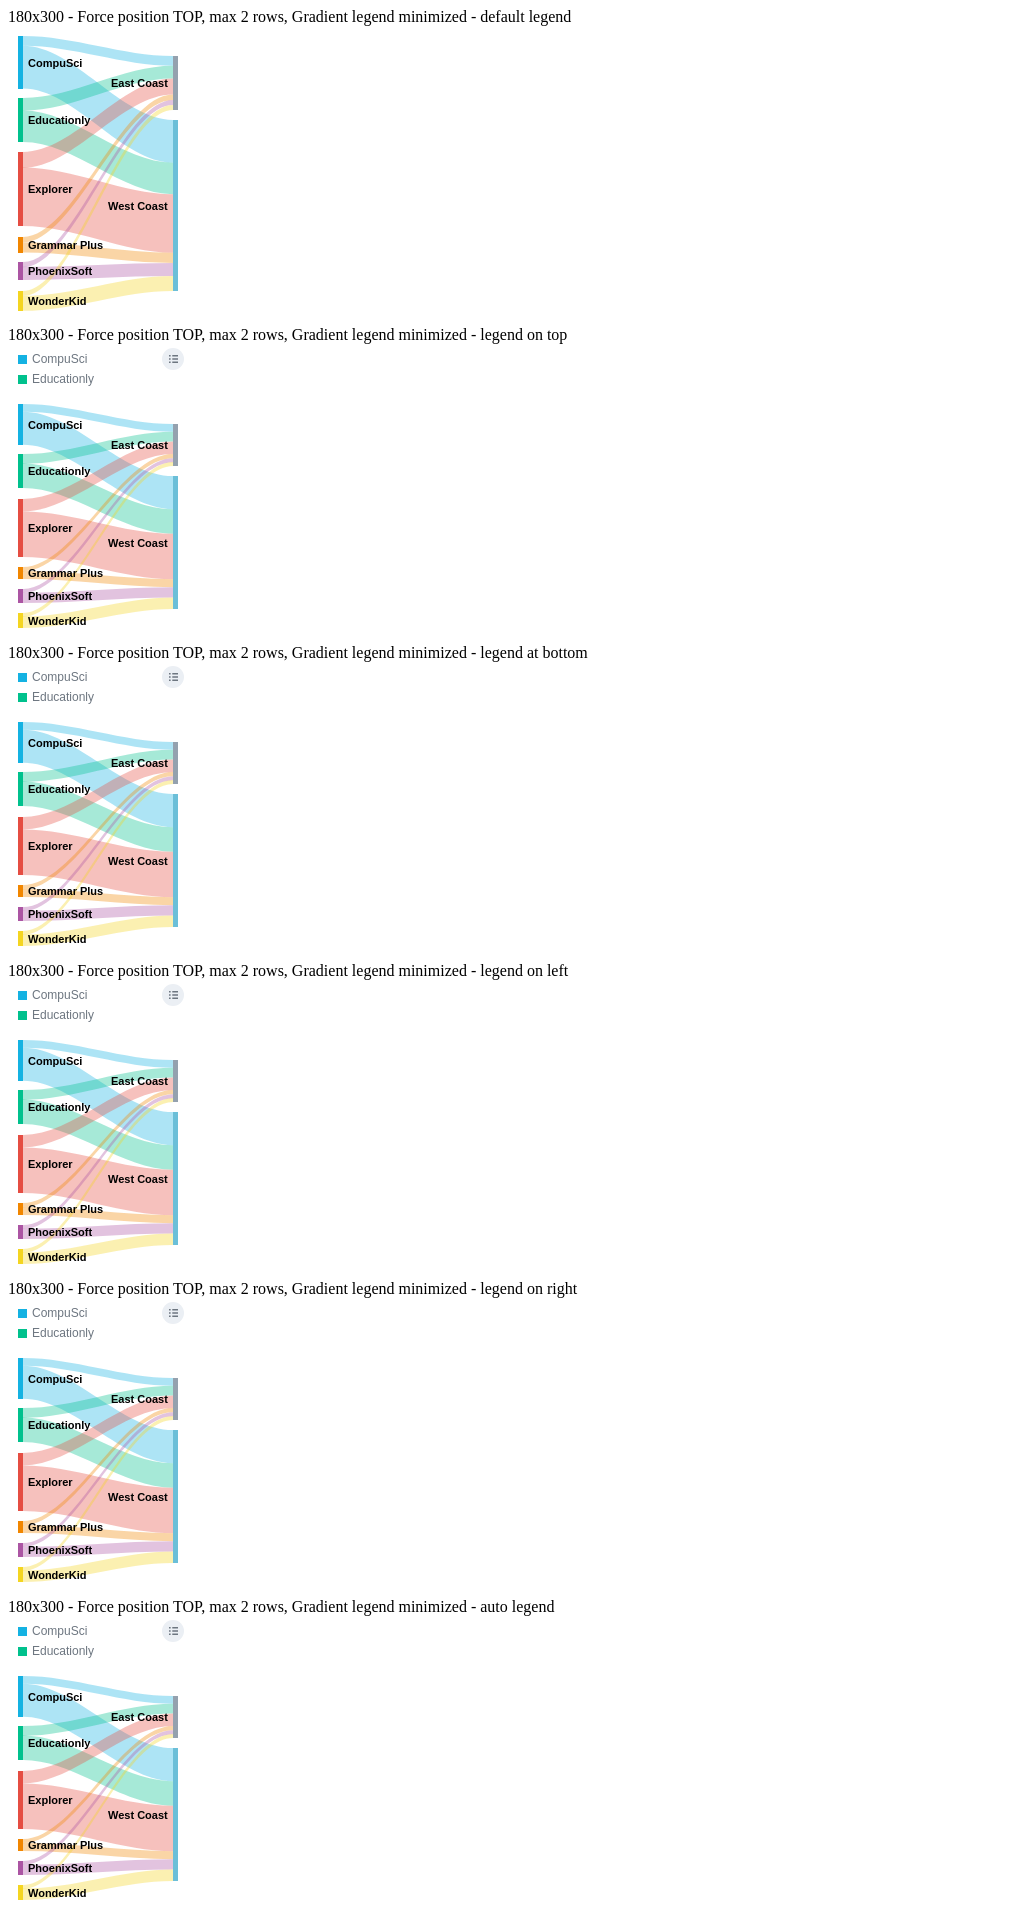 180x300 - Force position TOP, max 2 rows, Gradient legend minimized - default legend
CompuSci
East Coast
Educationly
Explorer
West Coast
Grammar Plus
PhoenixSoft
WonderKid
180x300 - Force position TOP, max 2 rows, Gradient legend minimized - legend on top
CompuSci
Educationly
CompuSci
East Coast
Educationly
Explorer
West Coast
Grammar Plus
PhoenixSoft
WonderKid
180x300 - Force position TOP, max 2 rows, Gradient legend minimized - legend at bottom
CompuSci
Educationly
CompuSci
East Coast
Educationly
Explorer
West Coast
Grammar Plus
PhoenixSoft
WonderKid
180x300 - Force position TOP, max 2 rows, Gradient legend minimized - legend on left
CompuSci
Educationly
CompuSci
East Coast
Educationly
Explorer
West Coast
Grammar Plus
PhoenixSoft
WonderKid
180x300 - Force position TOP, max 2 rows, Gradient legend minimized - legend on right
CompuSci
Educationly
CompuSci
East Coast
Educationly
Explorer
West Coast
Grammar Plus
PhoenixSoft
WonderKid
180x300 - Force position TOP, max 2 rows, Gradient legend minimized - auto legend
CompuSci
Educationly
CompuSci
East Coast
Educationly
Explorer
West Coast
Grammar Plus
PhoenixSoft
WonderKid